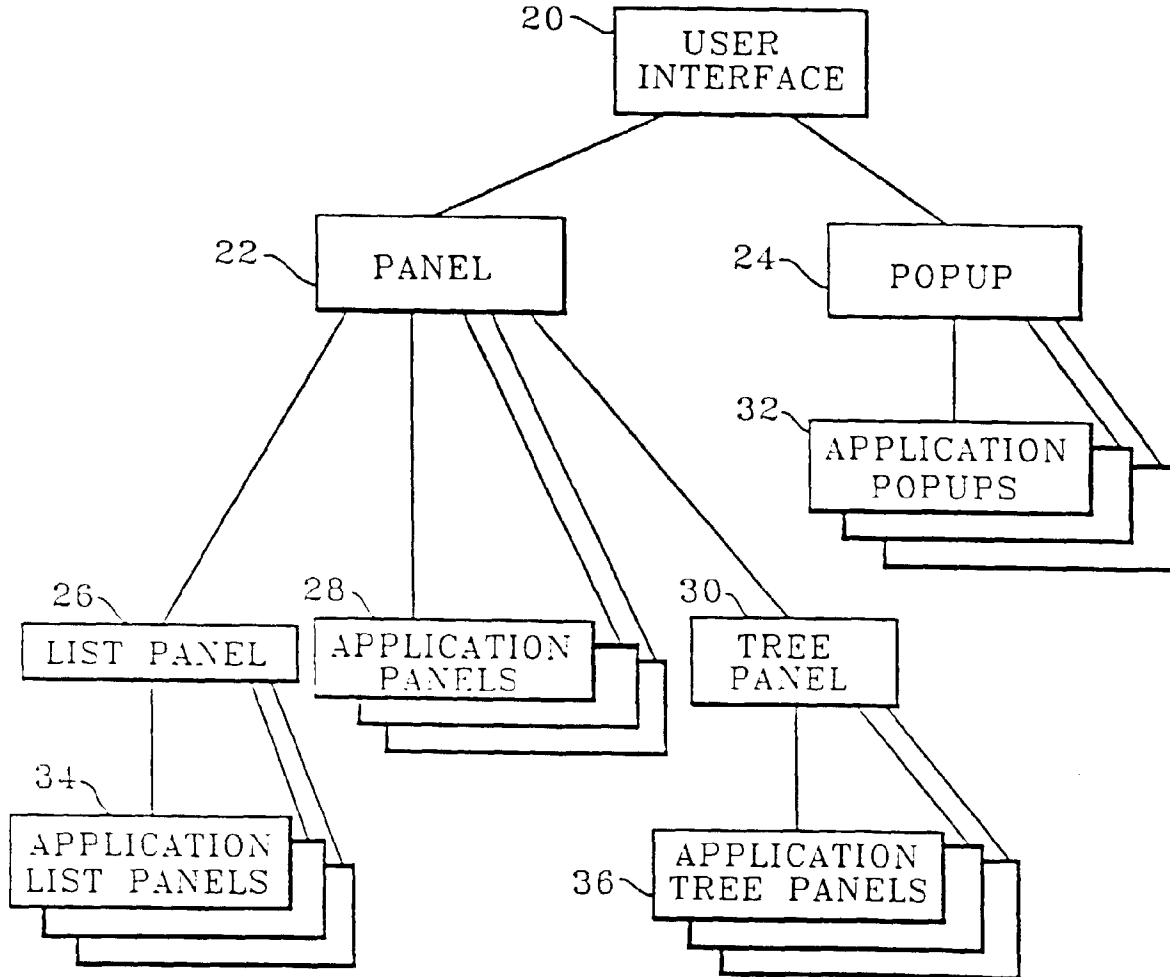 20
USER
INTERFACE
22
PANEL
24
POPUP
32
APPLICATION
POPUPS
26
LIST PANEL
28
APPLICATION
PANELS
30
TREE
PANEL
34
APPLICATION
LIST PANELS
36
APPLICATION
TREE PANELS